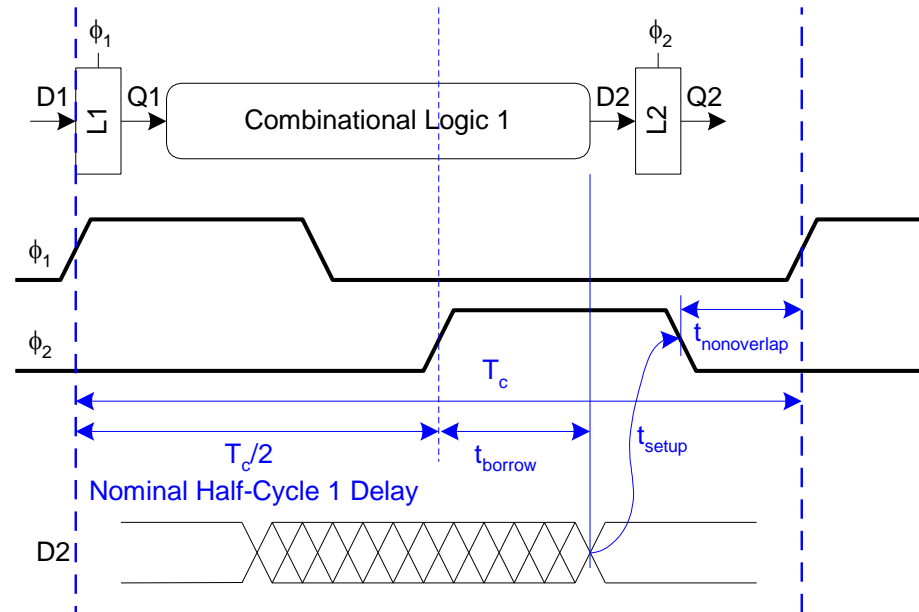 ϕ1
ϕ2
D1
L1
Q1
Combinational Logic 1
D2
L2
Q2
ϕ1
ϕ2
tnonoverlap
Tc
Tc/2
tborrow
tsetup
Nominal Half-Cycle 1 Delay
D2